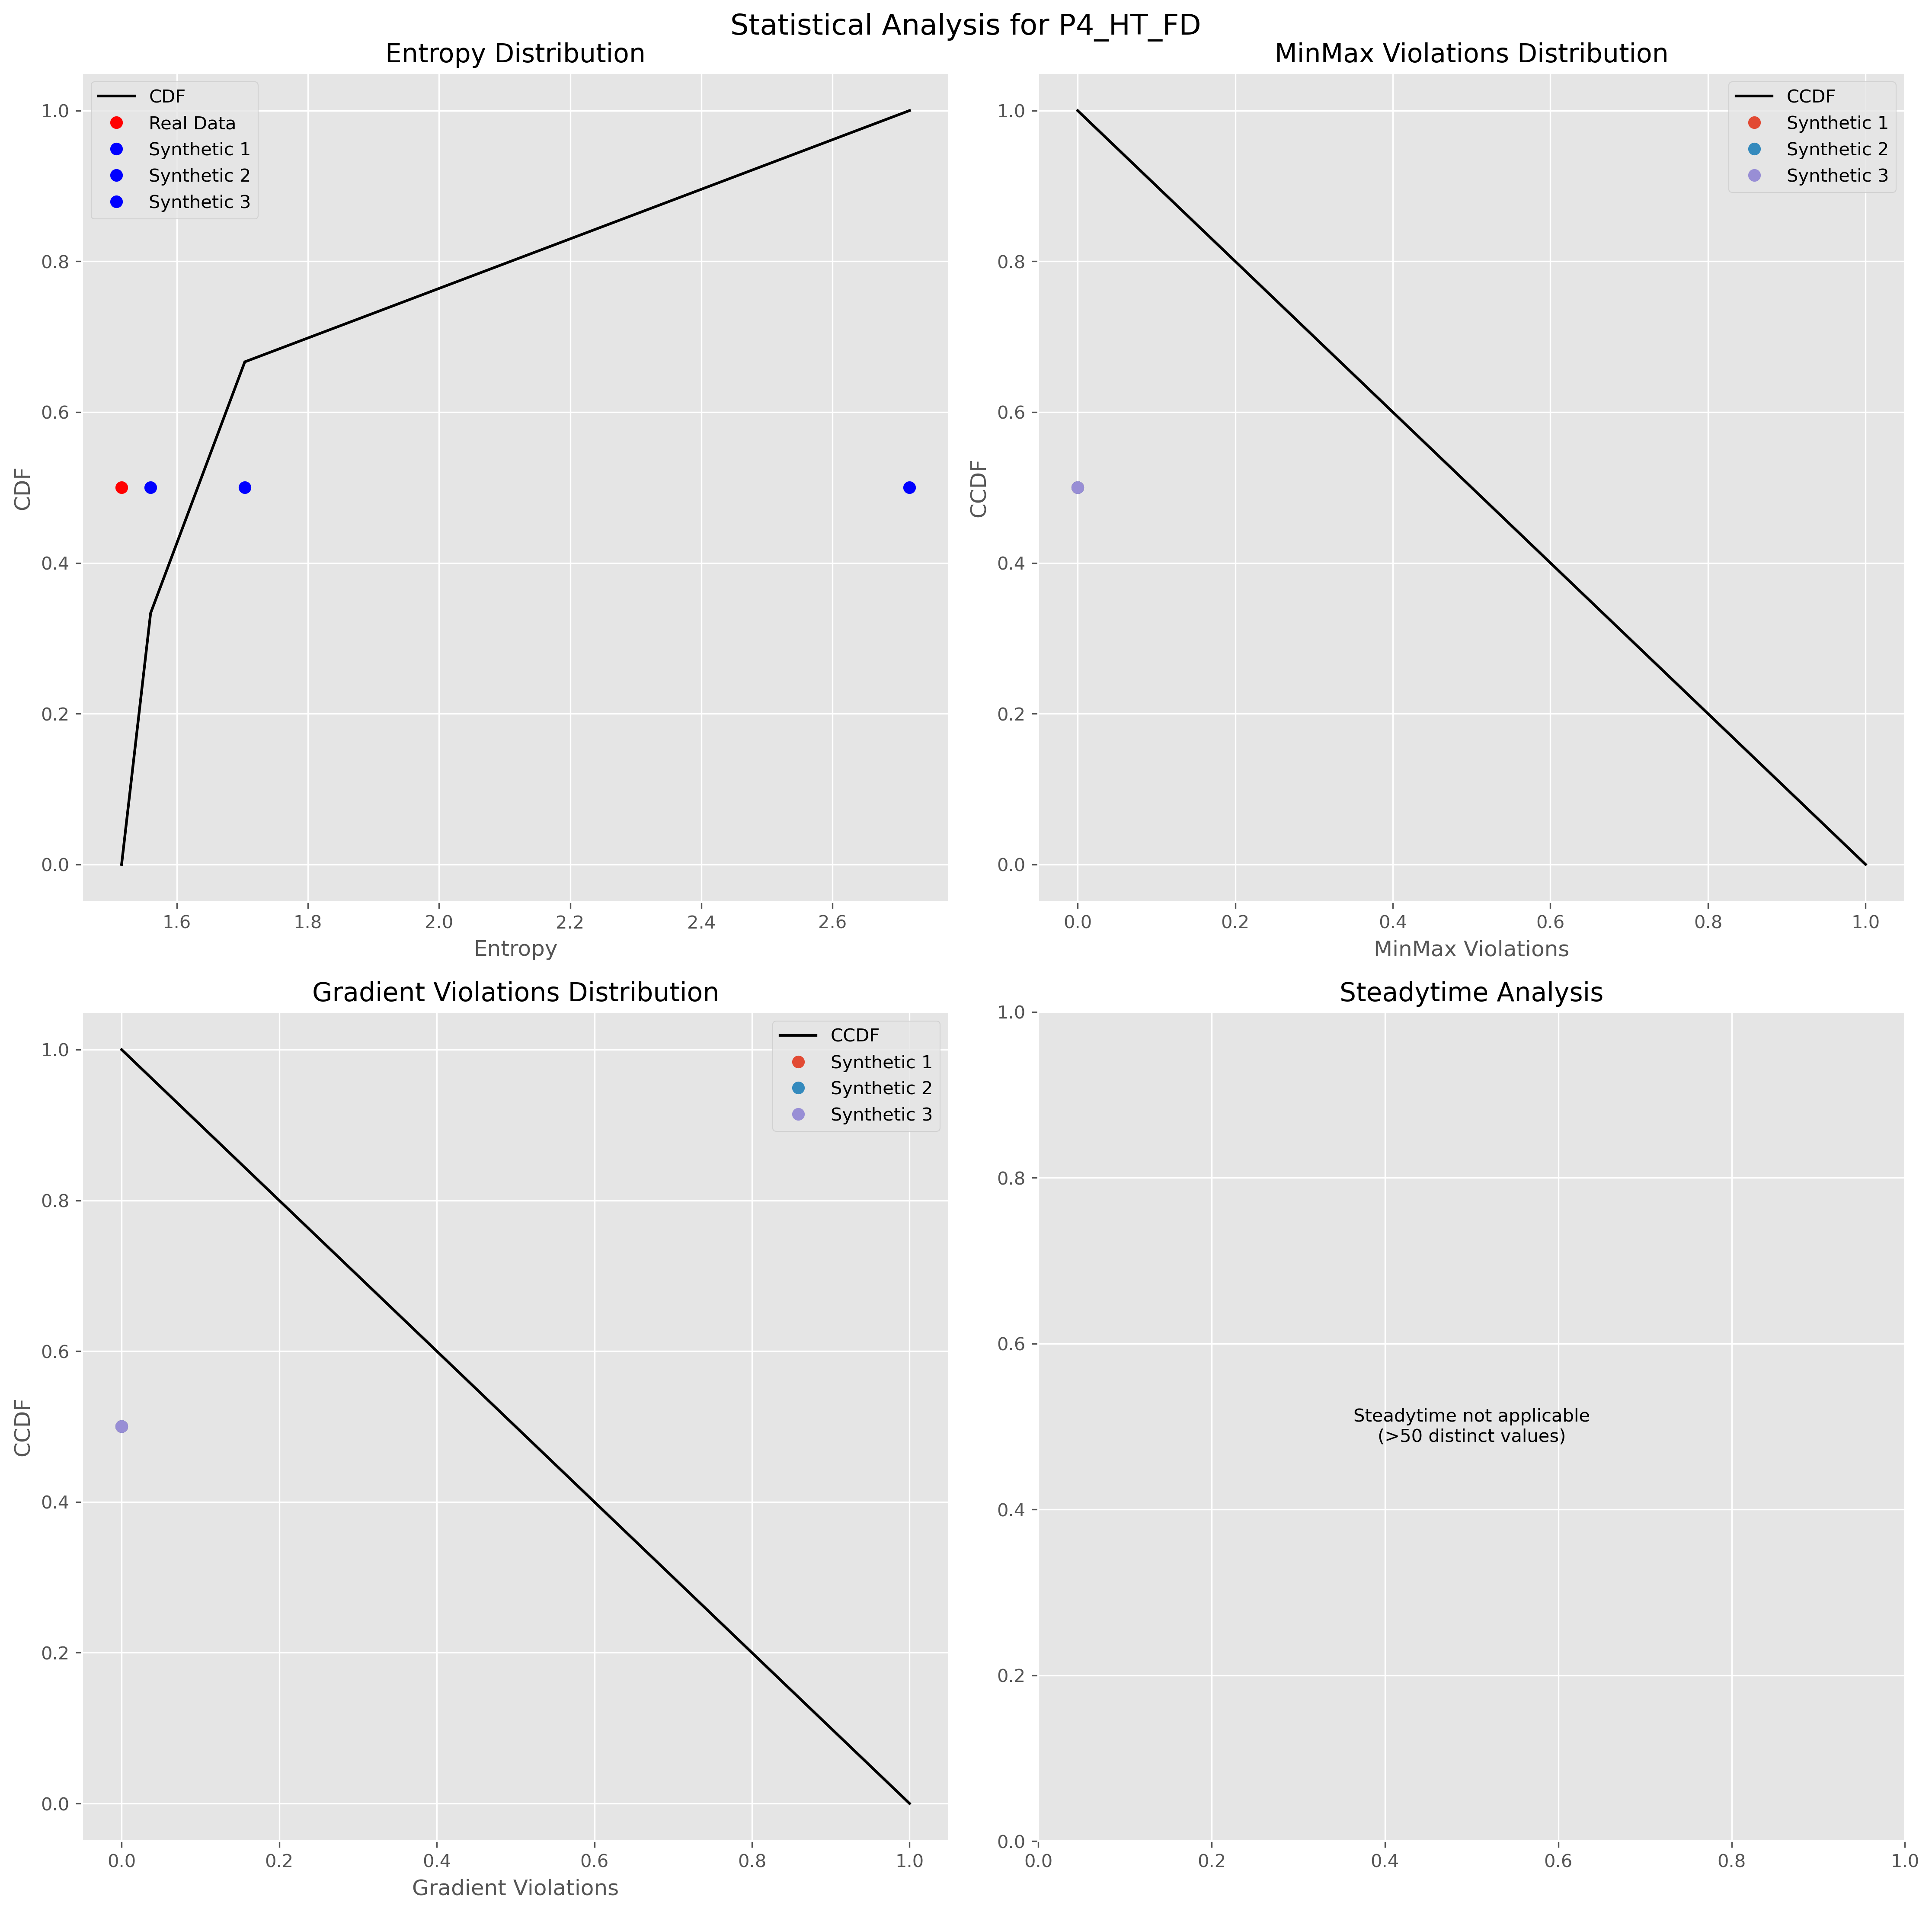 Statistical Analysis for P4_HT_FD
Entropy Distribution
CDF
Real Data
Synthetic 1
Synthetic 2
Synthetic 3
1.0
0.8
0.6
0.4
0.2
0.0
CDF
1.6 1.8 2.0 2.2 2.4 2.6
Entropy
MinMax Violations Distribution
CCDF
Synthetic 1
Synthetic 2
Synthetic 3
1.0
0.8
0.6
0.4
0.2
0.0
CCDF
0.0 0.2 0.4 0.6 0.8 1.0
MinMax Violations
Gradient Violations Distribution
CCDF
Synthetic 1
Synthetic 2
Synthetic 3
1.0
0.8
0.6
0.4
0.2
0.0
CCDF
0.0 0.2 0.4 0.6 0.8 1.0
Gradient Violations
Steadytime Analysis
1.0
0.8
0.6
0.4
0.2
0.0
Steadytime not applicable
(>50 distinct values)
0.0 0.2 0.4 0.6 0.8 1.0